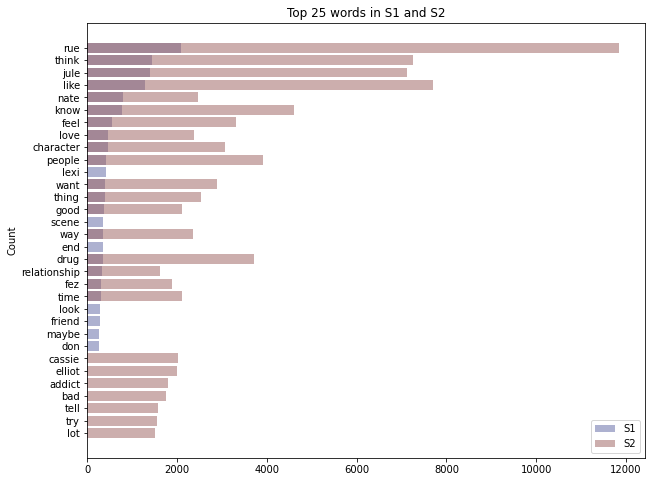 Top 25 words in S1 and S2
rue
think
jule
like
nate
know
feel
love
character
people
lexi
want
thing
good
scene
way
end
drug
relationship
fez
time
look
friend
maybe
don
cassie
elliot
addict
bad
tell
try
lot
Count
0 2000 4000 6000 8000 10000 12000
S1
S2